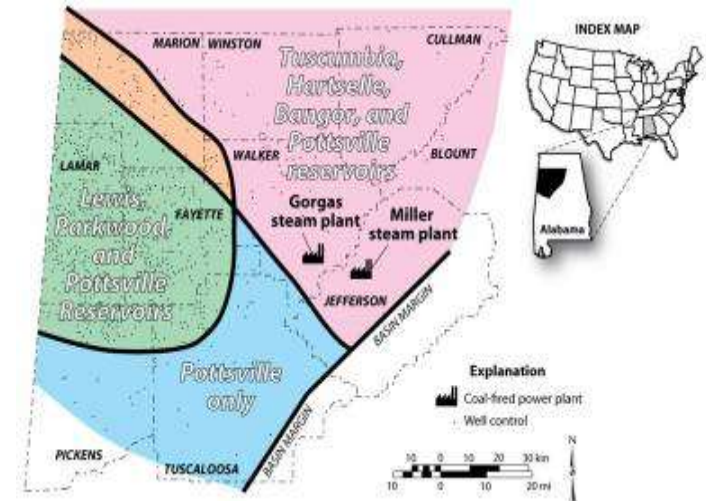 MARION
WINSTON
CULLMAN
Tuscumbia,
Hartselle,
Bangor, and
Pottsville
reservoirs
WALKER
BLOUNT
LAMAR
FAYETTE
Lewis,
Parkwood,
and
Pottsville
Reservoirs
Gorgas
steam plant
Miller
steam plant
JEFFERSON
BASIN MARGIN
Pottsville
only
BASIN MARGIN
PICKENS
TUSCALOOSA
INDEX MAP
Alabama
Explanation
Coal-fired power plant
Well control
10 0 10 20 30 km
10 0 10 20 mi
N